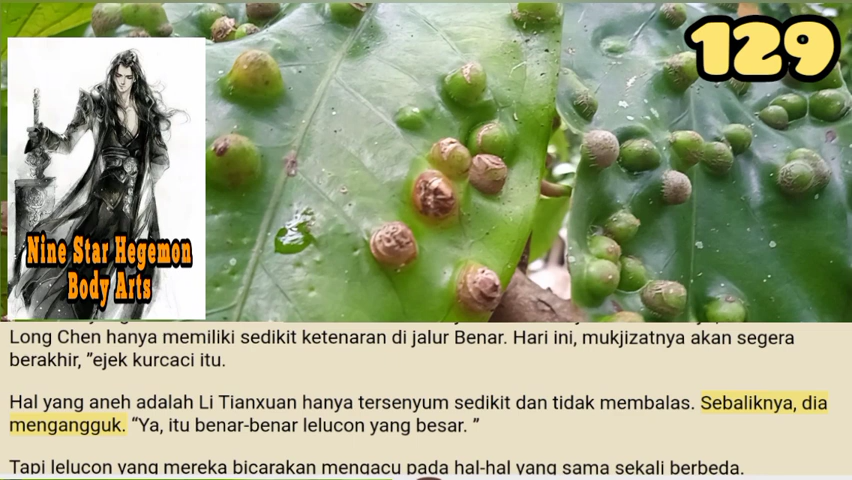 129
Nine Star Hegemon
Body Arts
Long Chen hanya memiliki sedikit ketenaran di jalur Benar. Hari ini, mukjizatnya akan segera
berakhir, ”ejek kurcaci itu.
Hal yang aneh adalah Li Tianxuan hanya tersenyum sedikit dan tidak membalas. Sebaliknya, dia
mengangguk. “Ya, itu benar-benar lelucon yang besar. ”
Tapi lelucon yang mereka bicarakan mengacu pada hal-hal yang sama sekali berbeda.